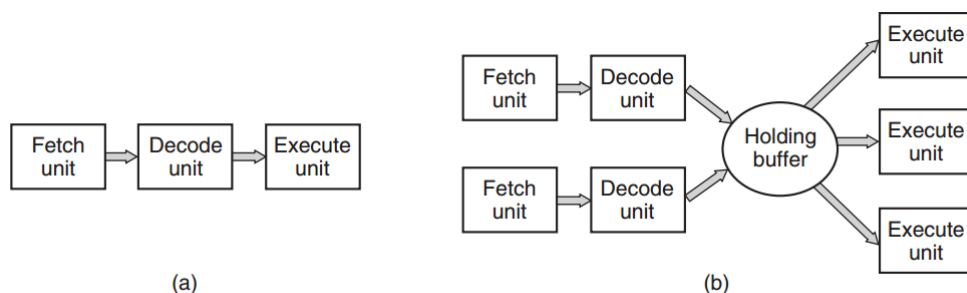 Fetch
unit
Decode
unit
Execute
unit
(a)
Fetch
unit
Decode
unit
Fetch
unit
Decode
unit
Holding
buffer
Execute
unit
Execute
unit
Execute
unit
(b)